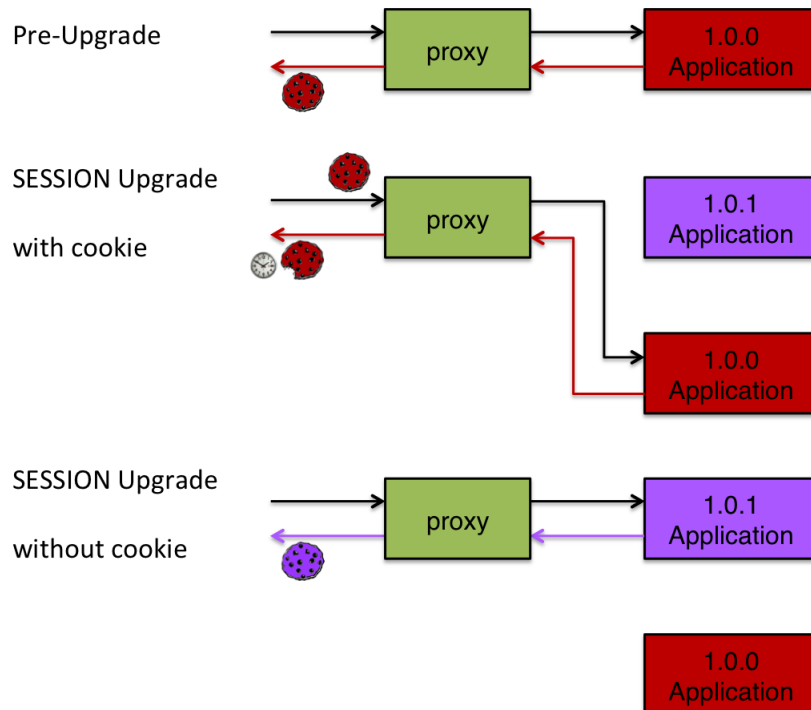 Pre-Upgrade
proxy
1.0.0
Application
SESSION Upgrade
with cookie
proxy
1.0.1
Application
1.0.0
Application
SESSION Upgrade
without cookie
proxy
1.0.1
Application
1.0.0
Application